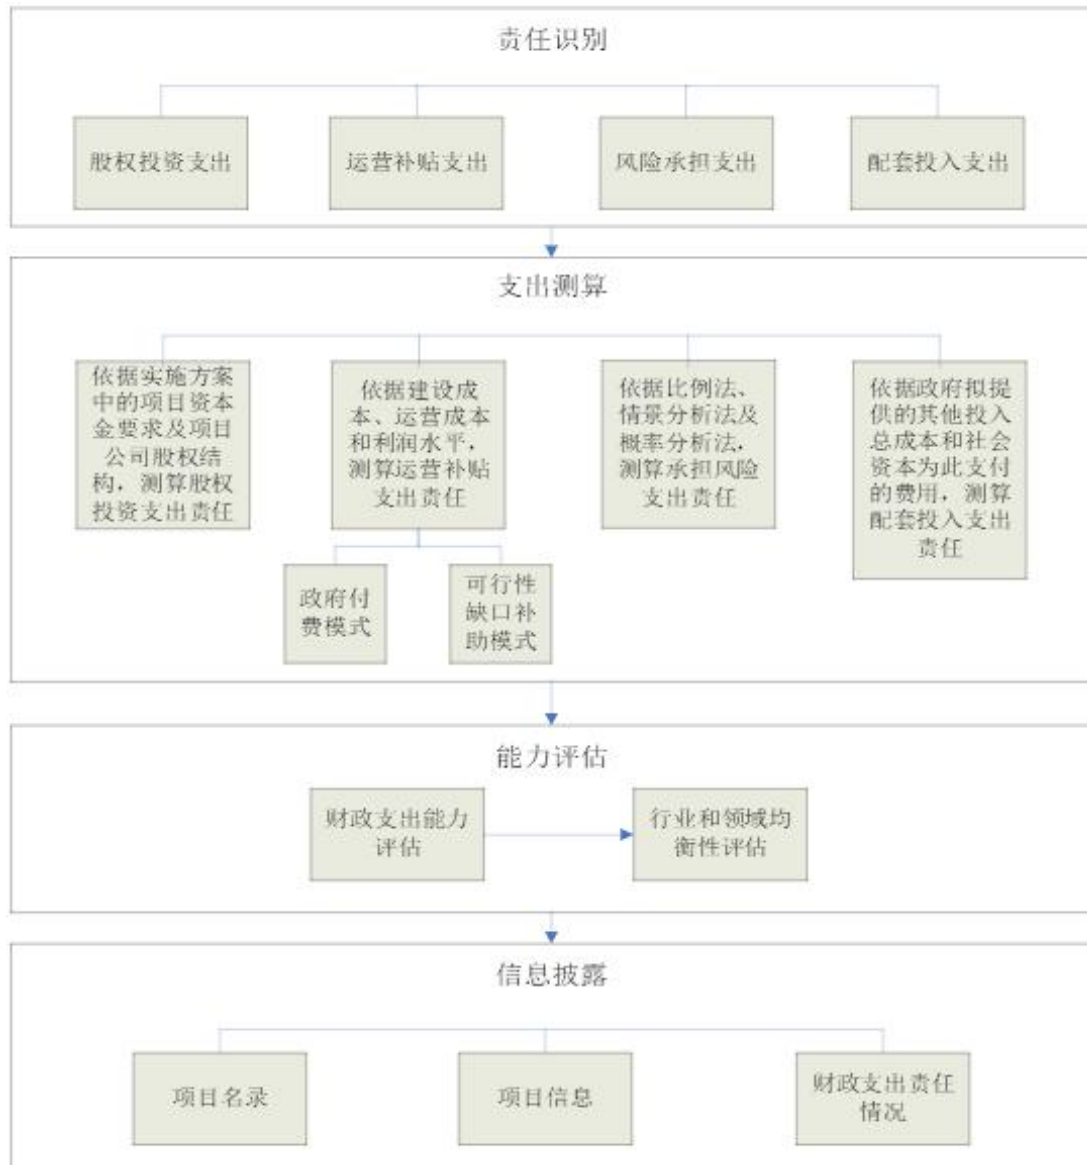 责任识别
股权投资支出
运营补贴支出
风险承担支出
配套投入支出
支出测算
依据实施方案
中的项目资本
金要求及项目
公司股权结
构，测算股权
投资支出责任
依据建设成
本、运营成本
和利润水平，
测算运营补贴
支出责任
依据比例法、
情景分析法及
概率分析法，
测算承担风险
支出责任
依据政府拟提
供的其他投入
总成本和社会
资本为此支付
的费用，测算
配套投入支出
责任
政府付
费模式
可行性
缺口补
助模式
能力评估
财政支出能力
评估
行业和领域均
衡性评估
信息披露
项目名录
项目信息
财政支出责任
情况